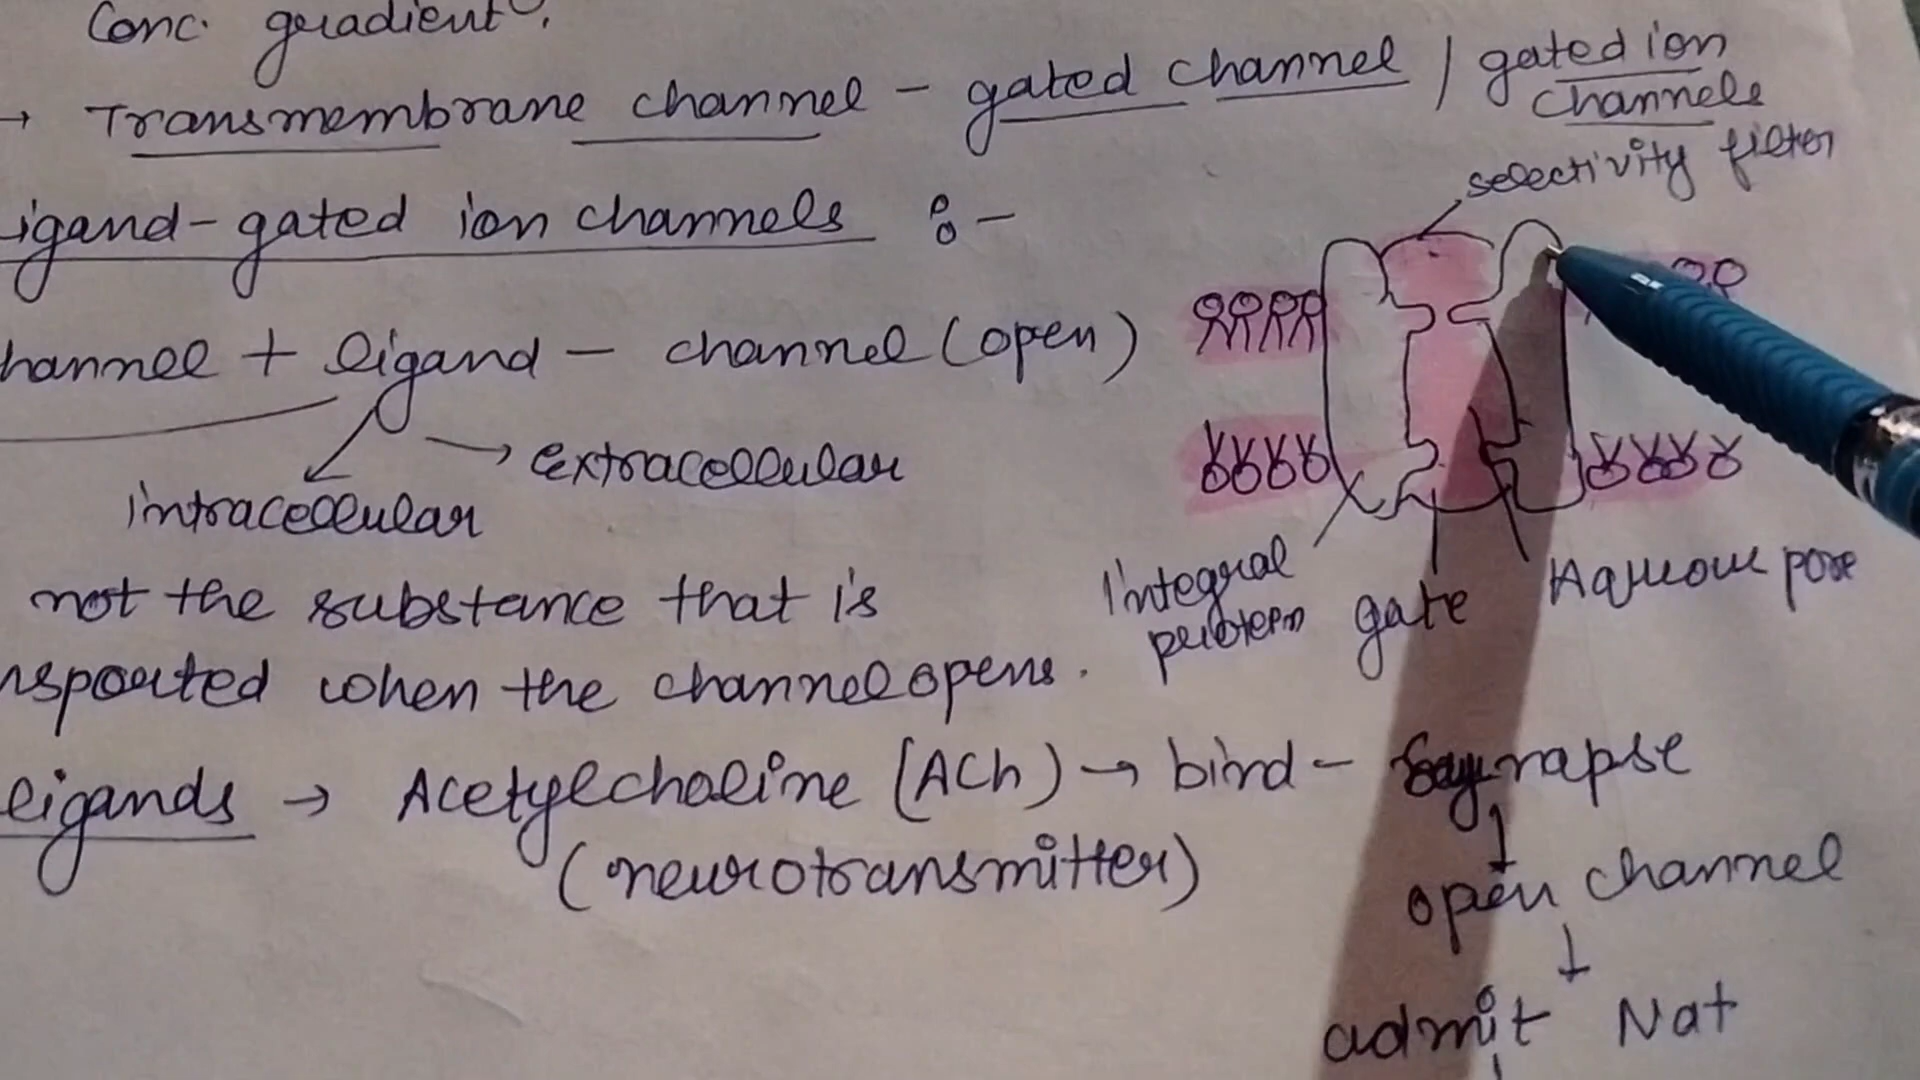 Conc. gradient.
→ Transmembrane channel - gated channel / gated ion channels
igand-gated ion channels :-
selectivity filter
hannel + ligand - channel (open)
extracellular
intracellular
not the substance that is
nsported when the channel opens.
Integral
gate
Aqueous pore
ligands → Acetylcholine (ACh) → bind - synapse
(neurotransmitter)
open channel
admit Na+